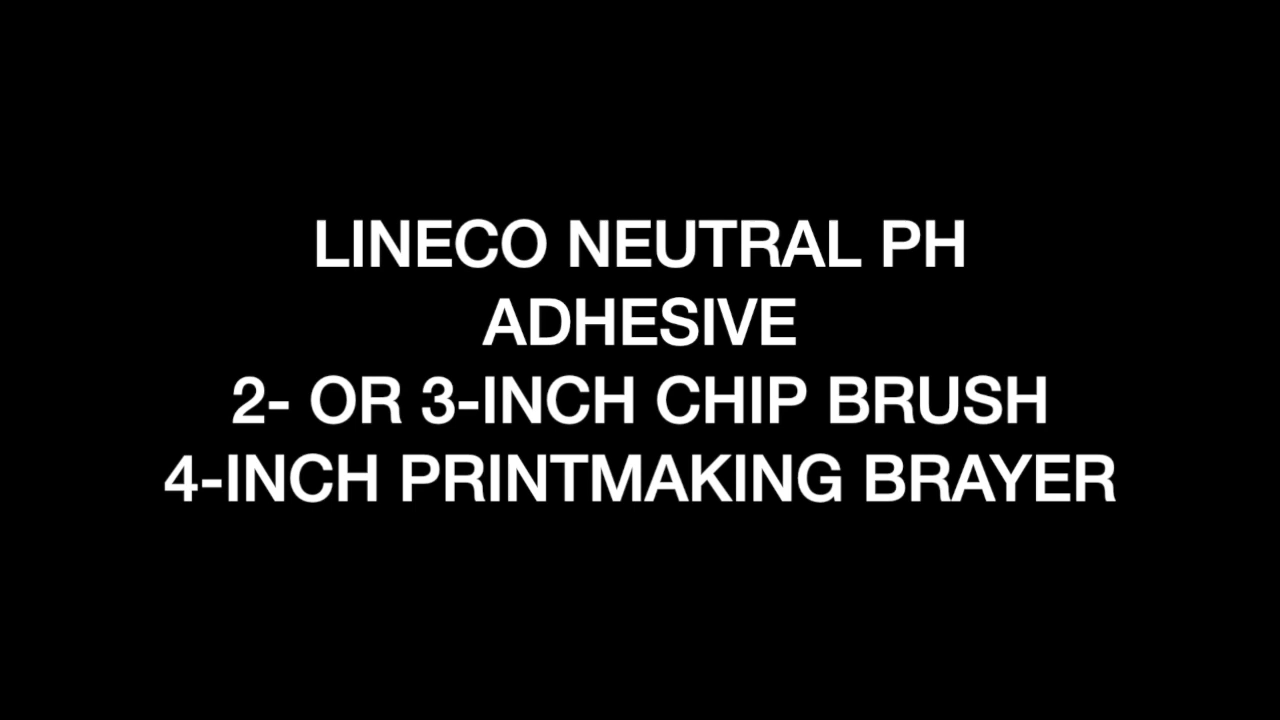 LINECO NEUTRAL PH
ADHESIVE
2- OR 3-INCH CHIP BRUSH
4-INCH PRINTMAKING BRAYER